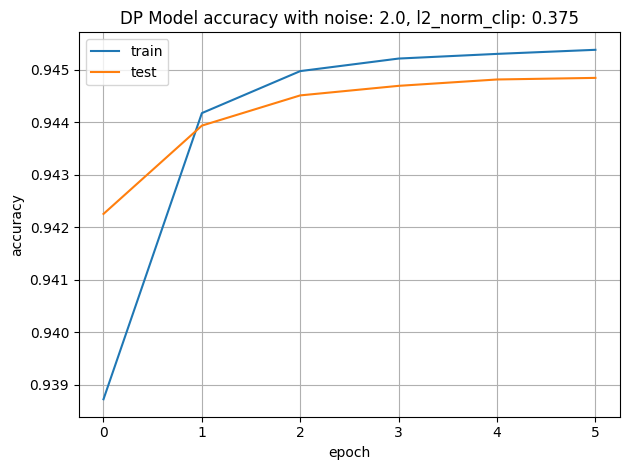 DP Model accuracy with noise: 2.0, l2_norm_clip: 0.375
train
test
0.945
0.944
0.943
0.942
0.941
0.940
0.939
accuracy
0 1 2 3 4 5
epoch